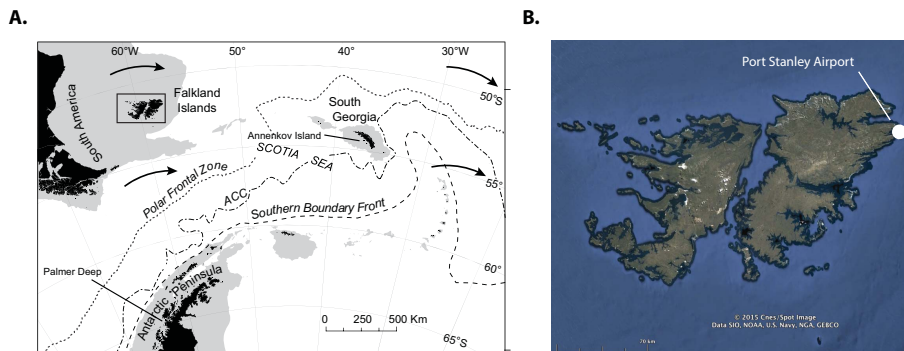 A.
B.
60°W
50°
40°
30°W
50°S
55°
60°
65°S
South America
Falkland
Islands
South
Georgia
Annenkov Island
SCOTIA SEA
Polar Frontal Zone
ACC
Southern Boundary Front
Palmer Deep
Antarctic Peninsula
0 250 500 Km
Port Stanley Airport
© 2015 Cnes/Spot Image
Data SIO, NOAA, U.S. Navy, NGA, GEBCO
70 km